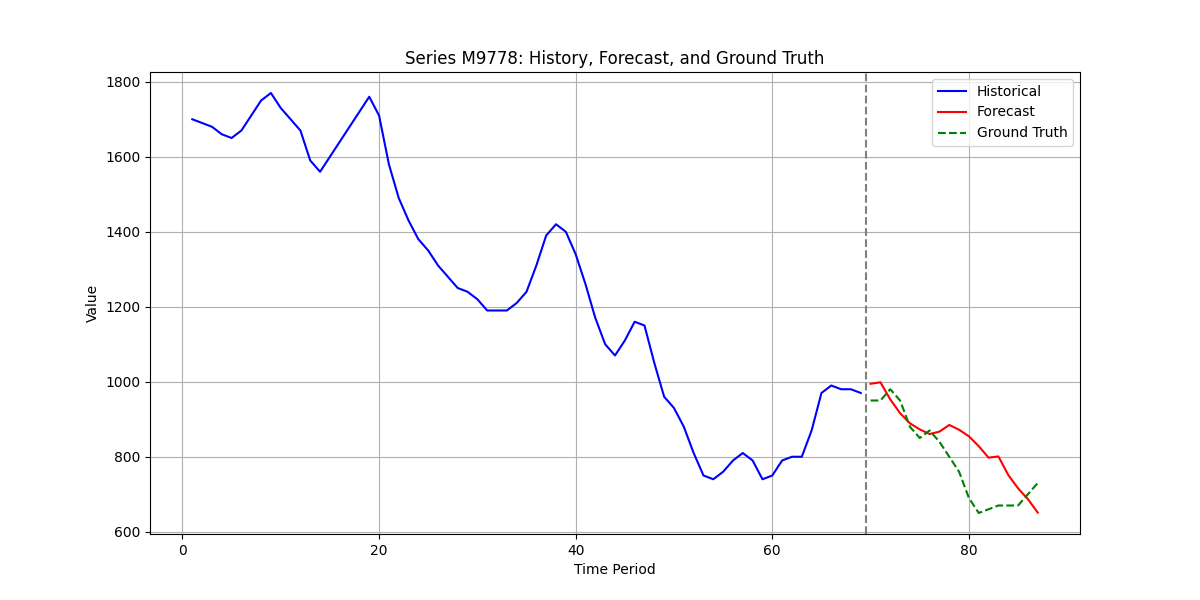 Series M9778: History, Forecast, and Ground Truth
Historical
Forecast
Ground Truth
1800
1600
1400
1200
1000
800
600
Value
0
20
40
60
80
Time Period